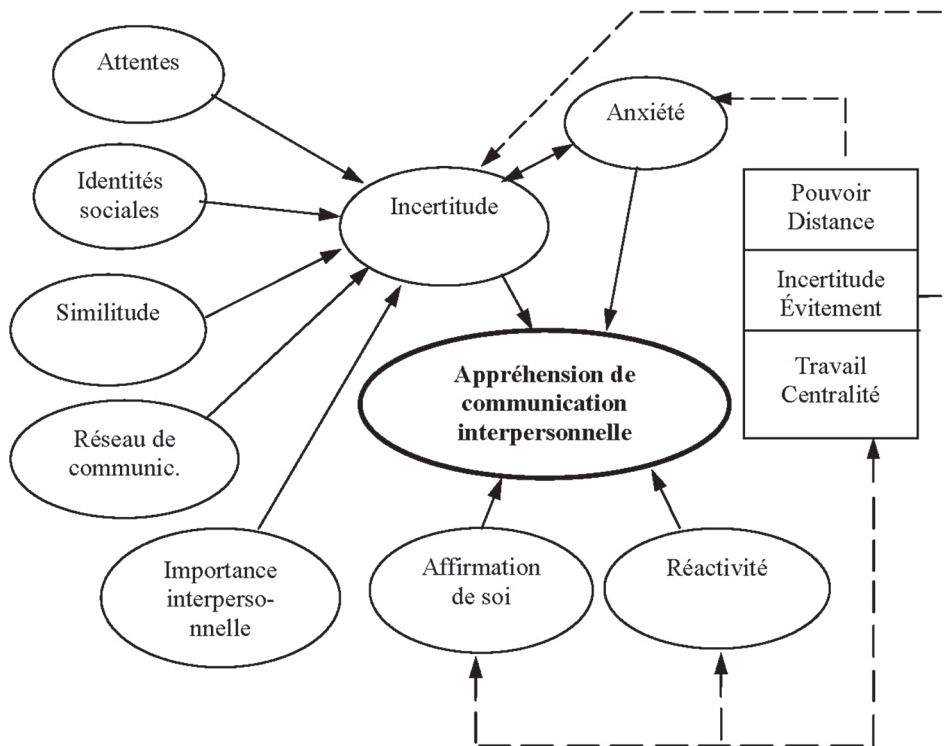 Attentes
Anxiété
Identités
sociales
Incertitude
Pouvoir
Distance
Incertitude
Évitement
Similitude
Travail
Centralité
Appréhension de
communication
interpersonnelle
Réseau de
communic.
Importance
interperso-
nnelle
Affirmation
de soi
Réactivité